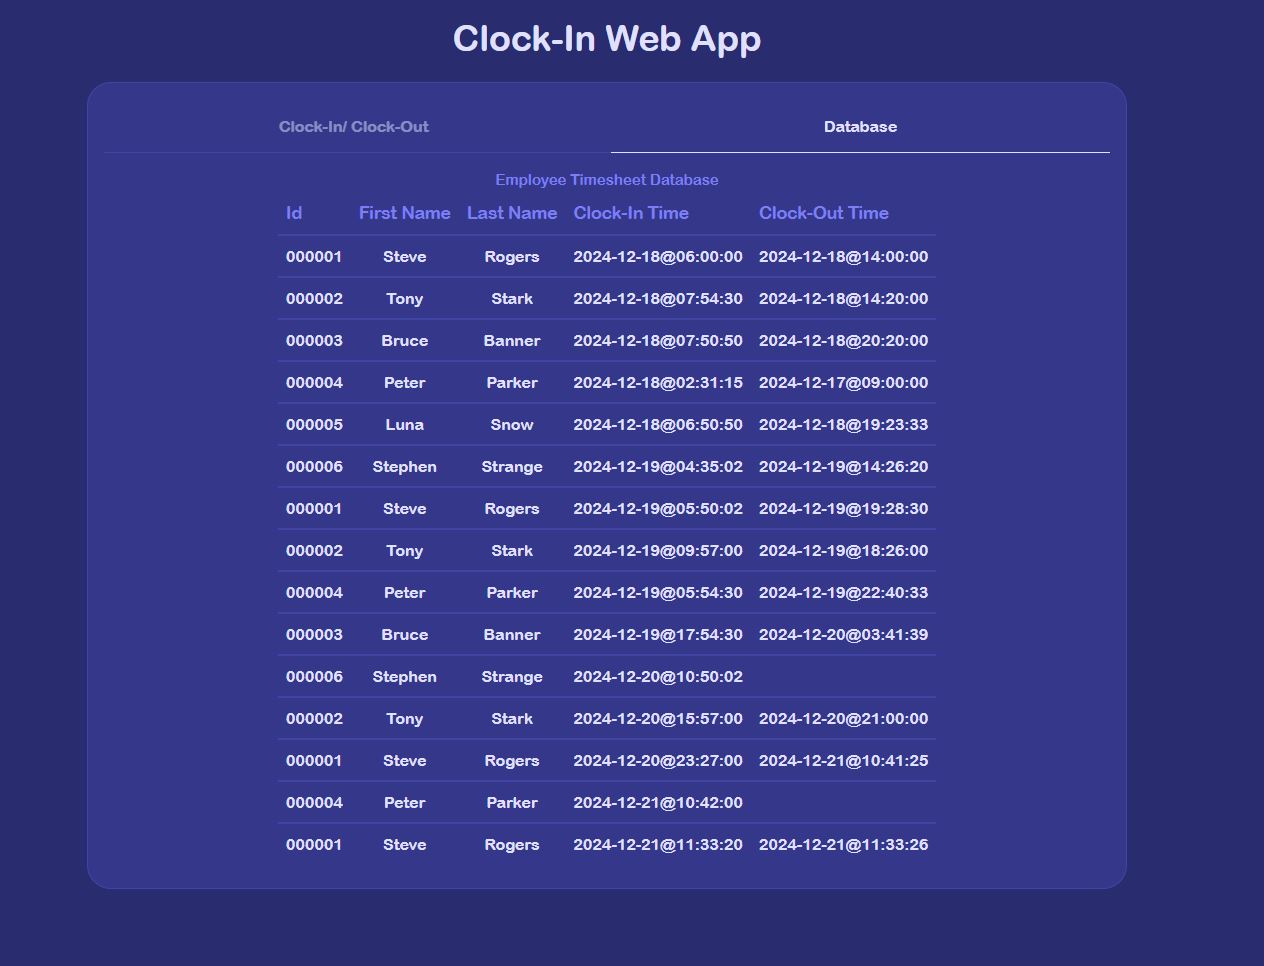 Clock-In Web App
Clock-In/ Clock-Out Database
Employee Timesheet Database
Id First Name Last Name Clock-In Time Clock-Out Time
000001 Steve Rogers 2024-12-18@06:00:00 2024-12-18@14:00:00
000002 Tony Stark 2024-12-18@07:54:30 2024-12-18@14:20:00
000003 Bruce Banner 2024-12-18@07:50:50 2024-12-18@20:20:00
000004 Peter Parker 2024-12-18@02:31:15 2024-12-17@09:00:00
000005 Luna Snow 2024-12-18@06:50:50 2024-12-18@19:23:33
000006 Stephen Strange 2024-12-19@04:35:02 2024-12-19@14:26:20
000001 Steve Rogers 2024-12-19@05:50:02 2024-12-19@19:28:30
000002 Tony Stark 2024-12-19@09:57:00 2024-12-19@18:26:00
000004 Peter Parker 2024-12-19@05:54:30 2024-12-19@22:40:33
000003 Bruce Banner 2024-12-19@17:54:30 2024-12-20@03:41:39
000006 Stephen Strange 2024-12-20@10:50:02
000002 Tony Stark 2024-12-20@15:57:00 2024-12-20@21:00:00
000001 Steve Rogers 2024-12-20@23:27:00 2024-12-21@10:41:25
000004 Peter Parker 2024-12-21@10:42:00
000001 Steve Rogers 2024-12-21@11:33:20 2024-12-21@11:33:26